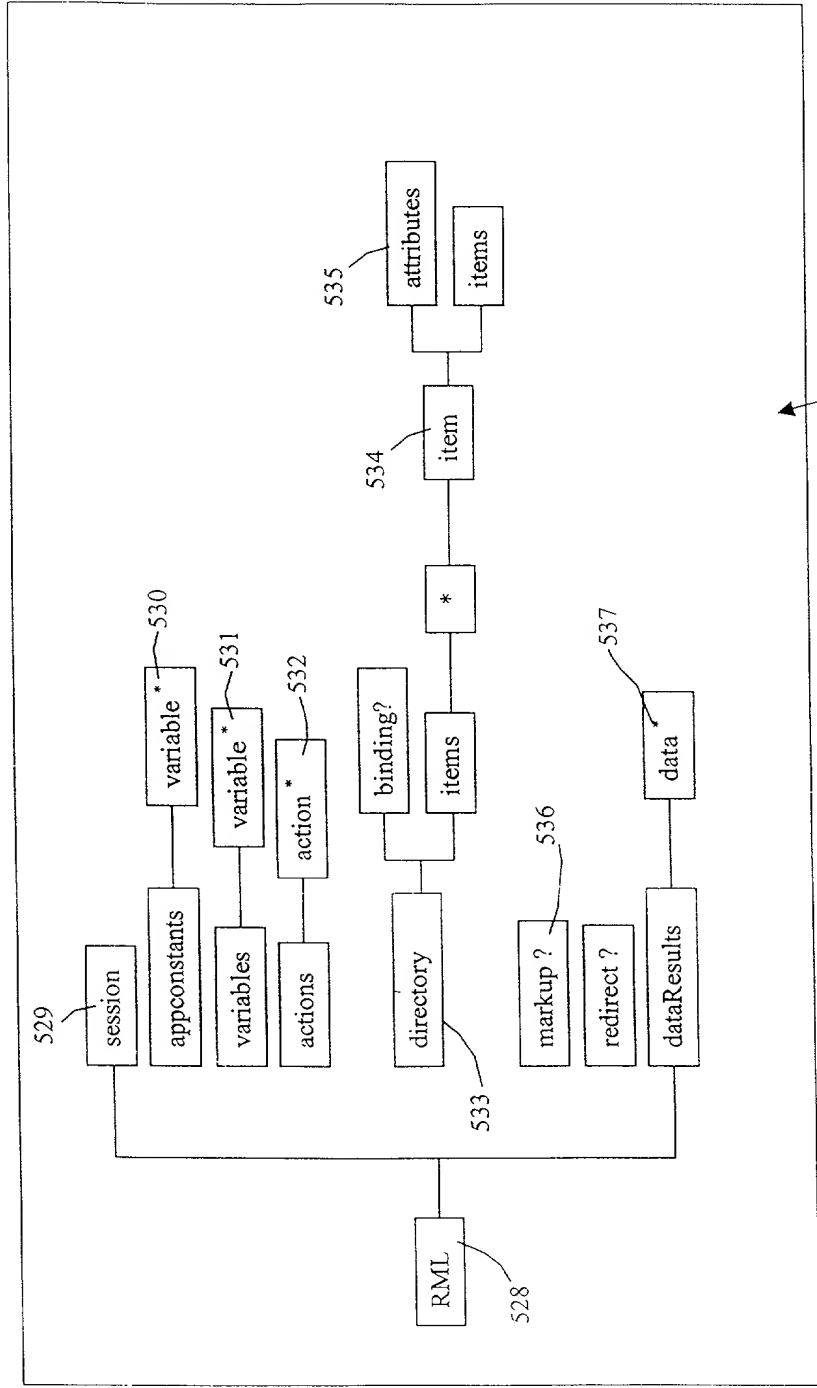 529
session
appconstants
variable *
530
variables
variable *
531
actions
action *
532
RML
528
directory
533
binding?
items
*
item
534
attributes
535
items
markup ?
536
redirect ?
dataResults
data *
537